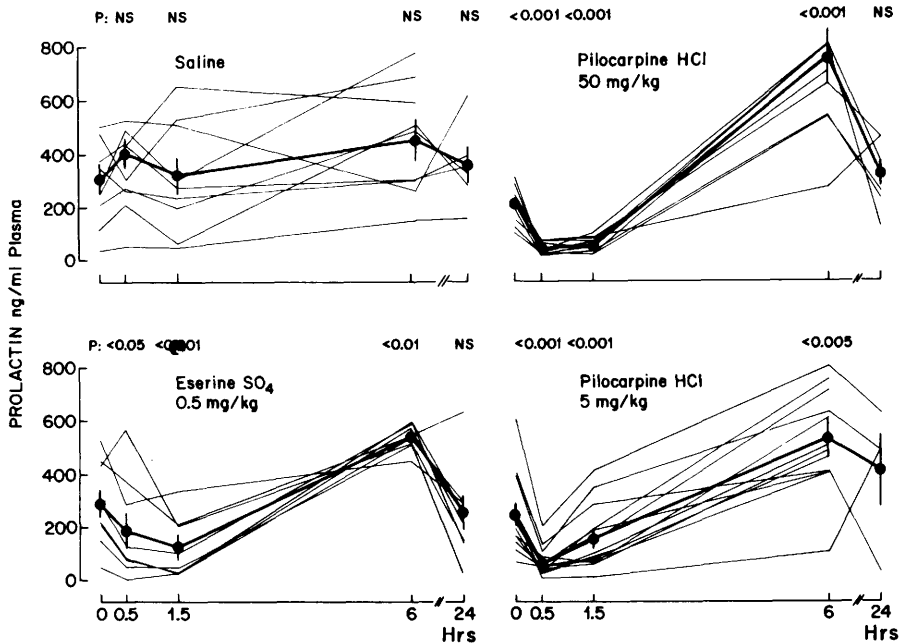 P: NS NS NS NS
<0.001 <0.001 <0.001 NS
800
600
400
200
0
Saline
Pilocarpine HCl
50 mg/kg
PROLACTIN ng/ml Plasma
P: <0.05
<0.01 NS
<0.001 <0.001 <0.005
800
600
400
200
0
Eserine SO4
0.5 mg/kg
Pilocarpine HCl
5 mg/kg
0 0.5 1.5 6 24
Hrs
0 0.5 1.5 6 24
Hrs